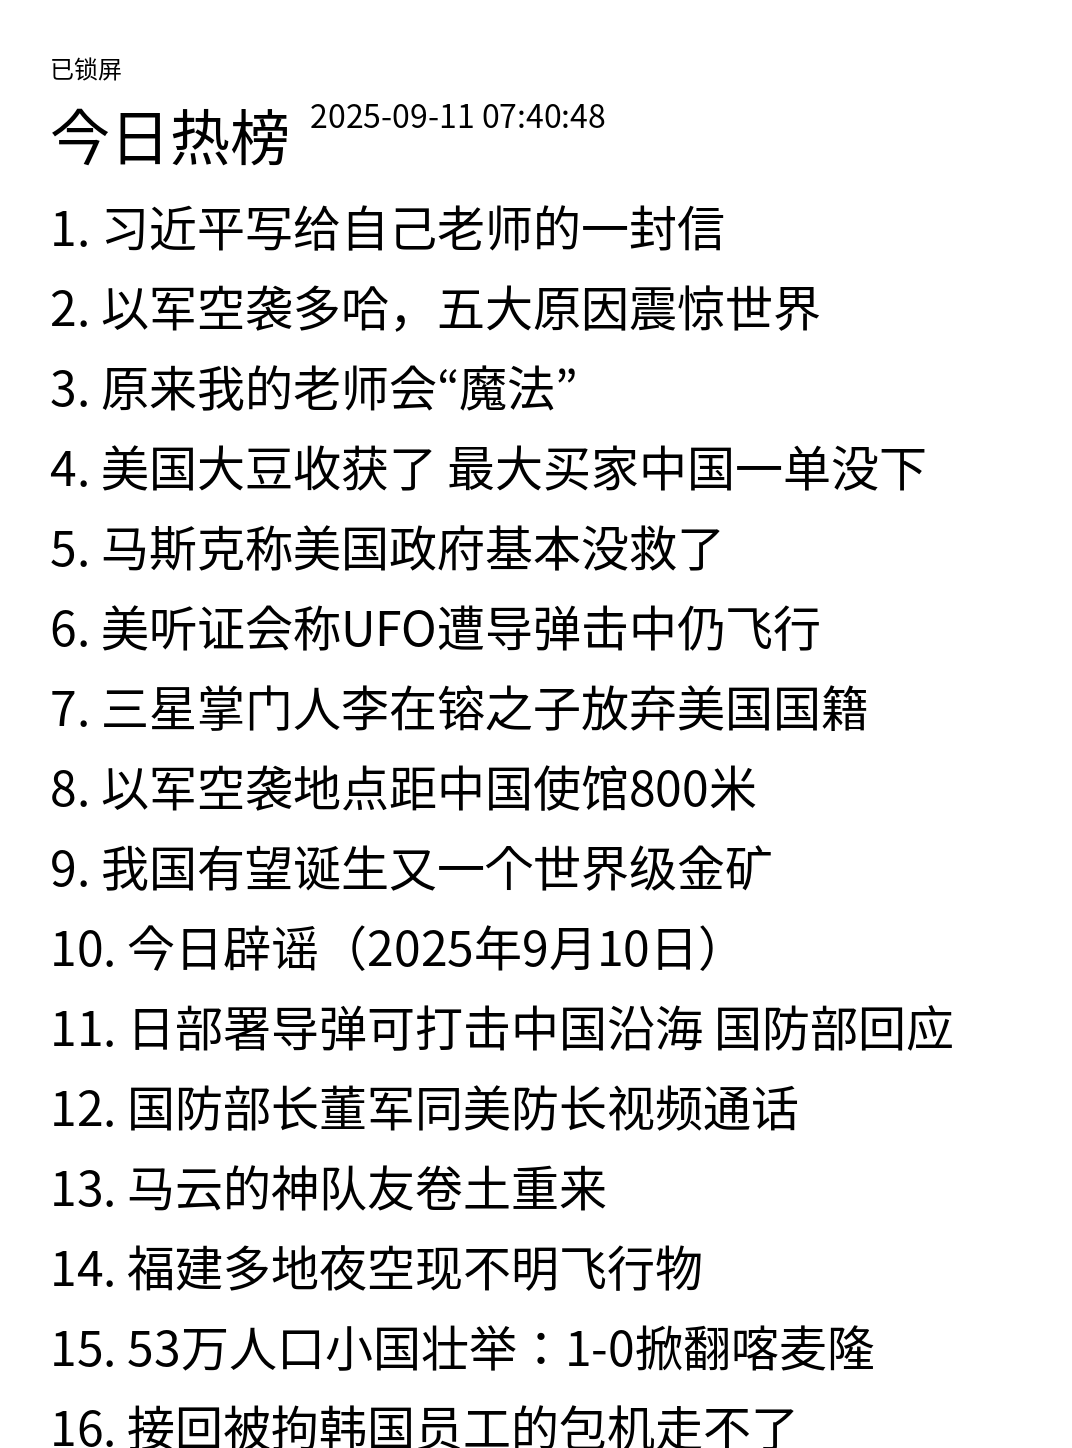 已锁屏
今日热榜 2025-09-11 07:40:48
1. 习近平写给自己老师的一封信
2. 以军空袭多哈，五大原因震惊世界
3. 原来我的老师会“魔法”
4. 美国大豆收获了 最大买家中国一单没下
5. 马斯克称美国政府基本没救了
6. 美听证会称UFO遭导弹击中仍飞行
7. 三星掌门人李在镕之子放弃美国国籍
8. 以军空袭地点距中国使馆800米
9. 我国有望诞生又一个世界级金矿
10. 今日辟谣（2025年9月10日）
11. 日部署导弹可打击中国沿海 国防部回应
12. 国防部长董军同美防长视频通话
13. 马云的神队友卷土重来
14. 福建多地夜空现不明飞行物
15. 53万人口小国壮举：1-0掀翻喀麦隆
16. 接回被拘韩国员工的包机走不了